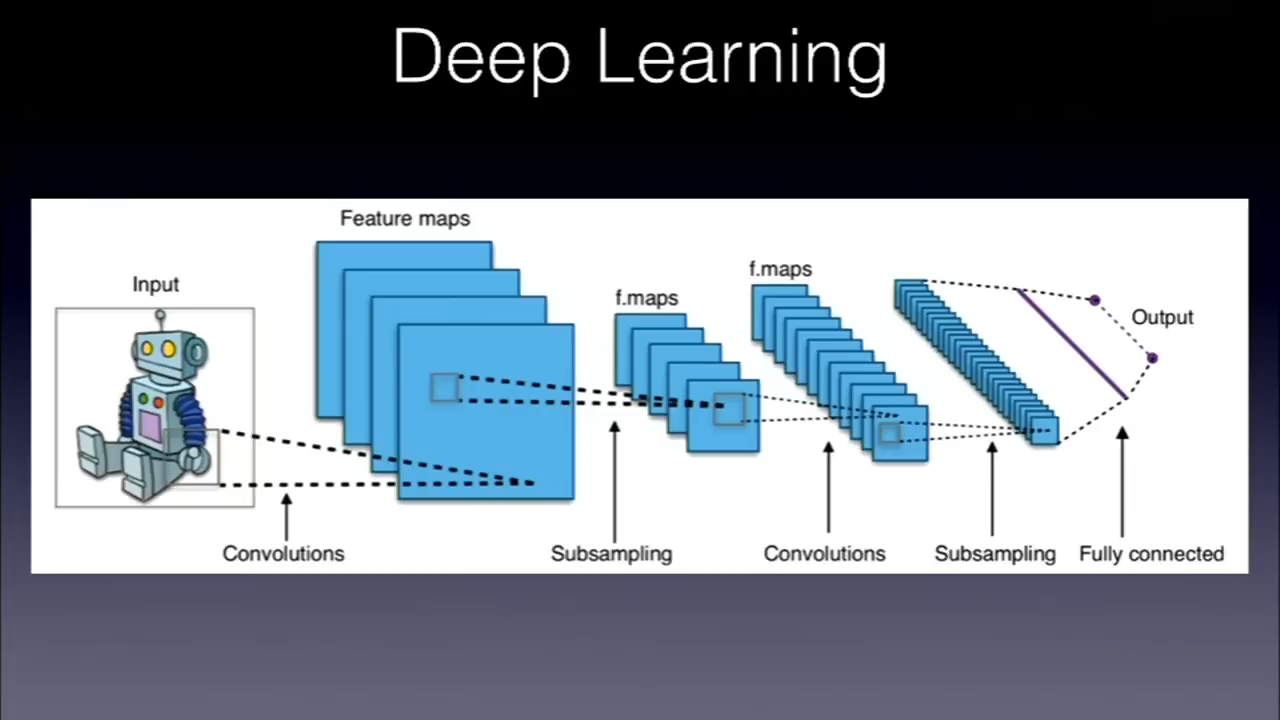 Deep Learning
Feature maps
Input
f.maps
f.maps
Output
Convolutions
Subsampling
Convolutions
Subsampling
Fully connected